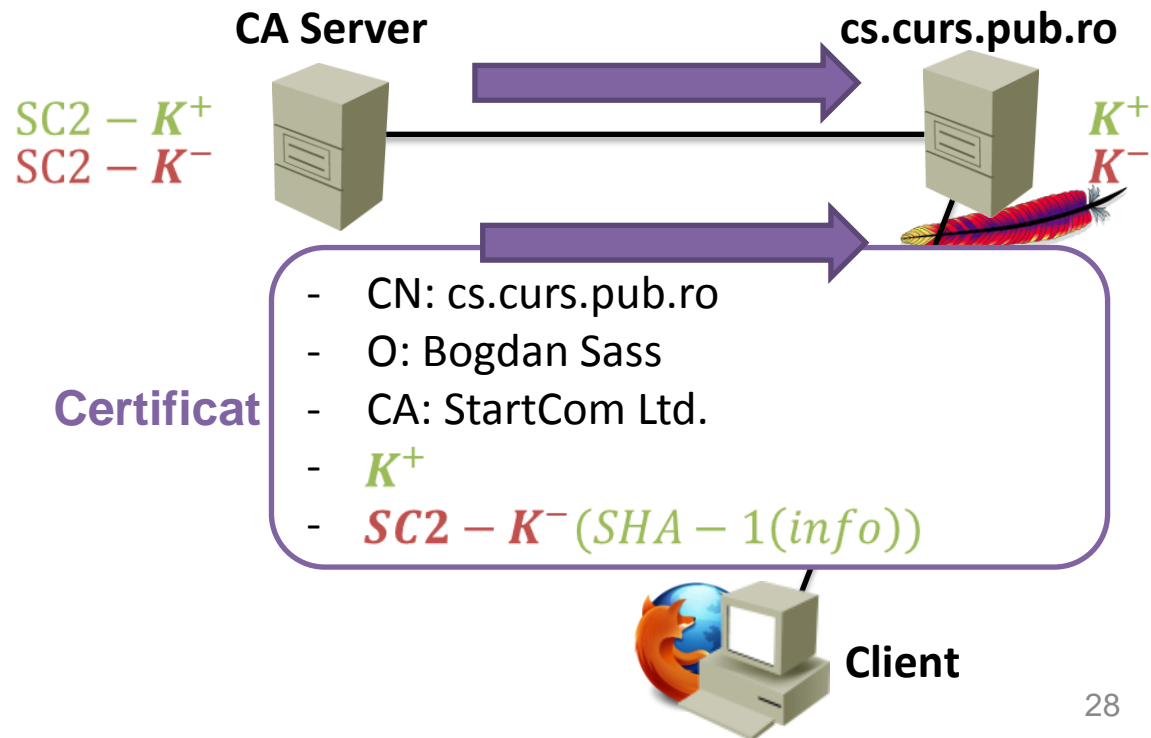 CA Server
cs.curs.pub.ro
SC2 − K⁺
SC2 − K⁻
K⁺
K⁻
Certificat
- CN: cs.curs.pub.ro
- O: Bogdan Sass
- CA: StartCom Ltd.
- K⁺
- SC2 − K⁻(SHA − 1(info))
Client
28